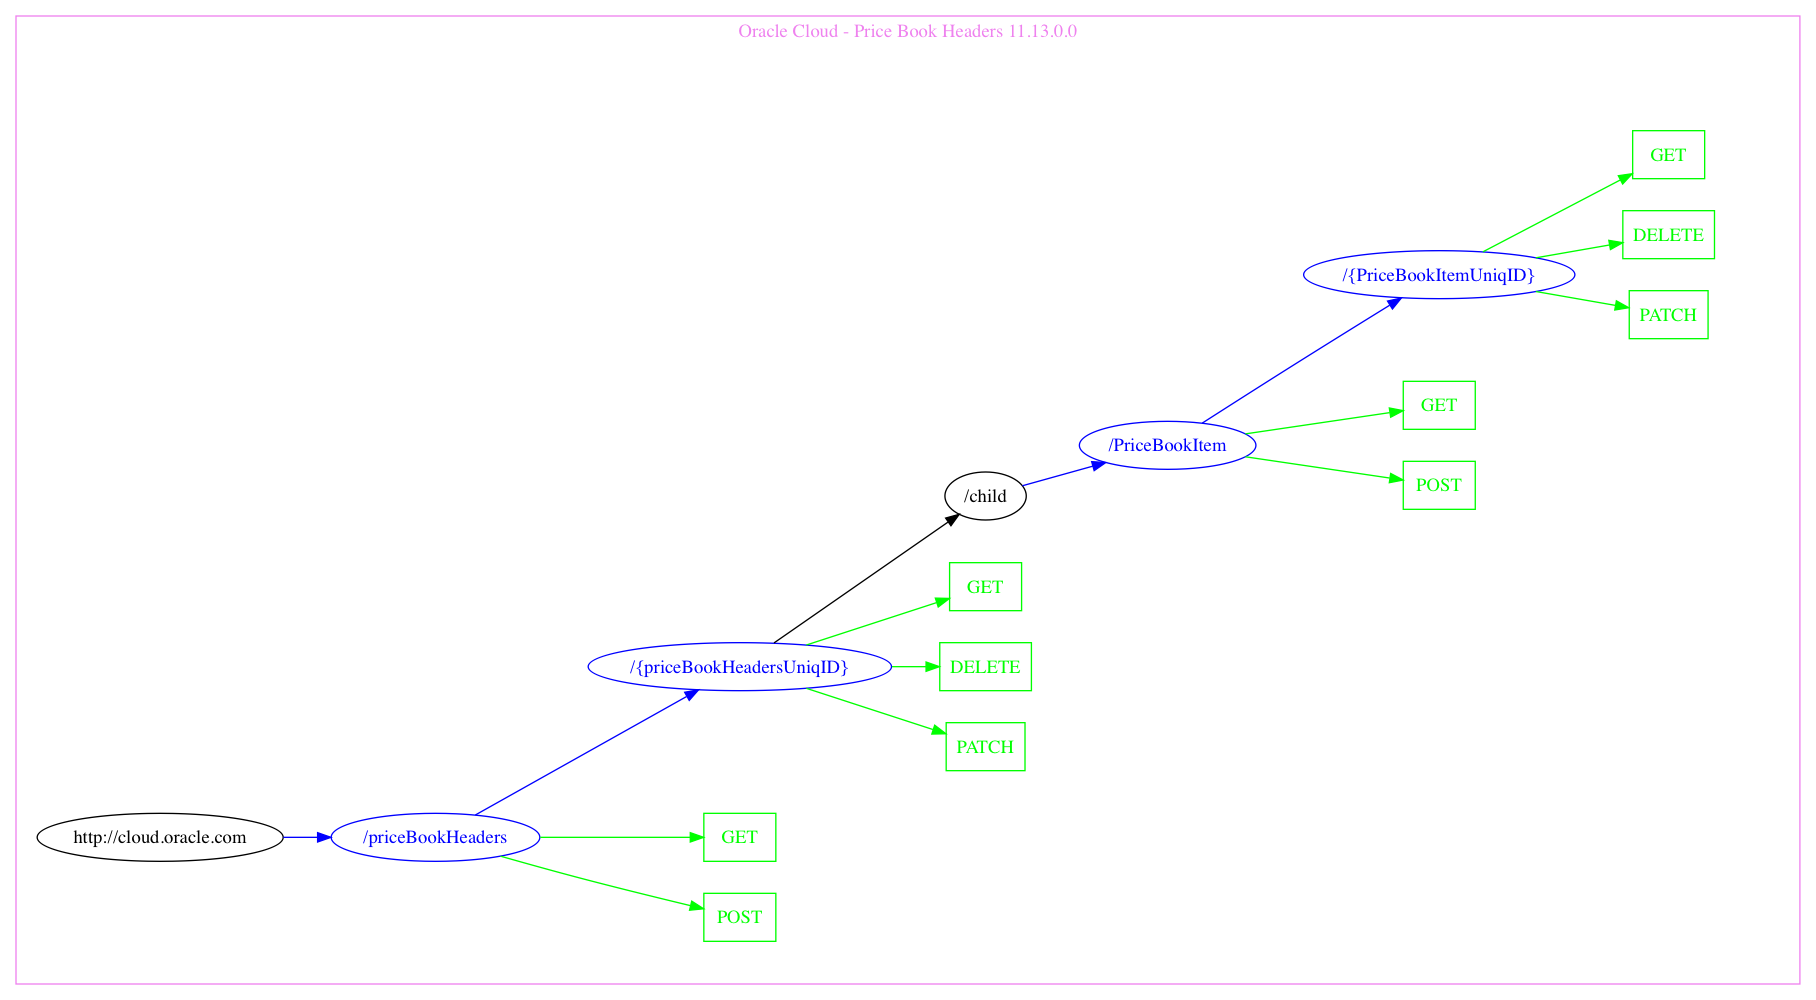 Oracle Cloud - Price Book Headers 11.13.0.0
GET
DELETE
/{PriceBookItemUniqID}
PATCH
GET
/PriceBookItem
POST
/child
GET
/{priceBookHeadersUniqID}
DELETE
PATCH
http://cloud.oracle.com
/priceBookHeaders
GET
POST